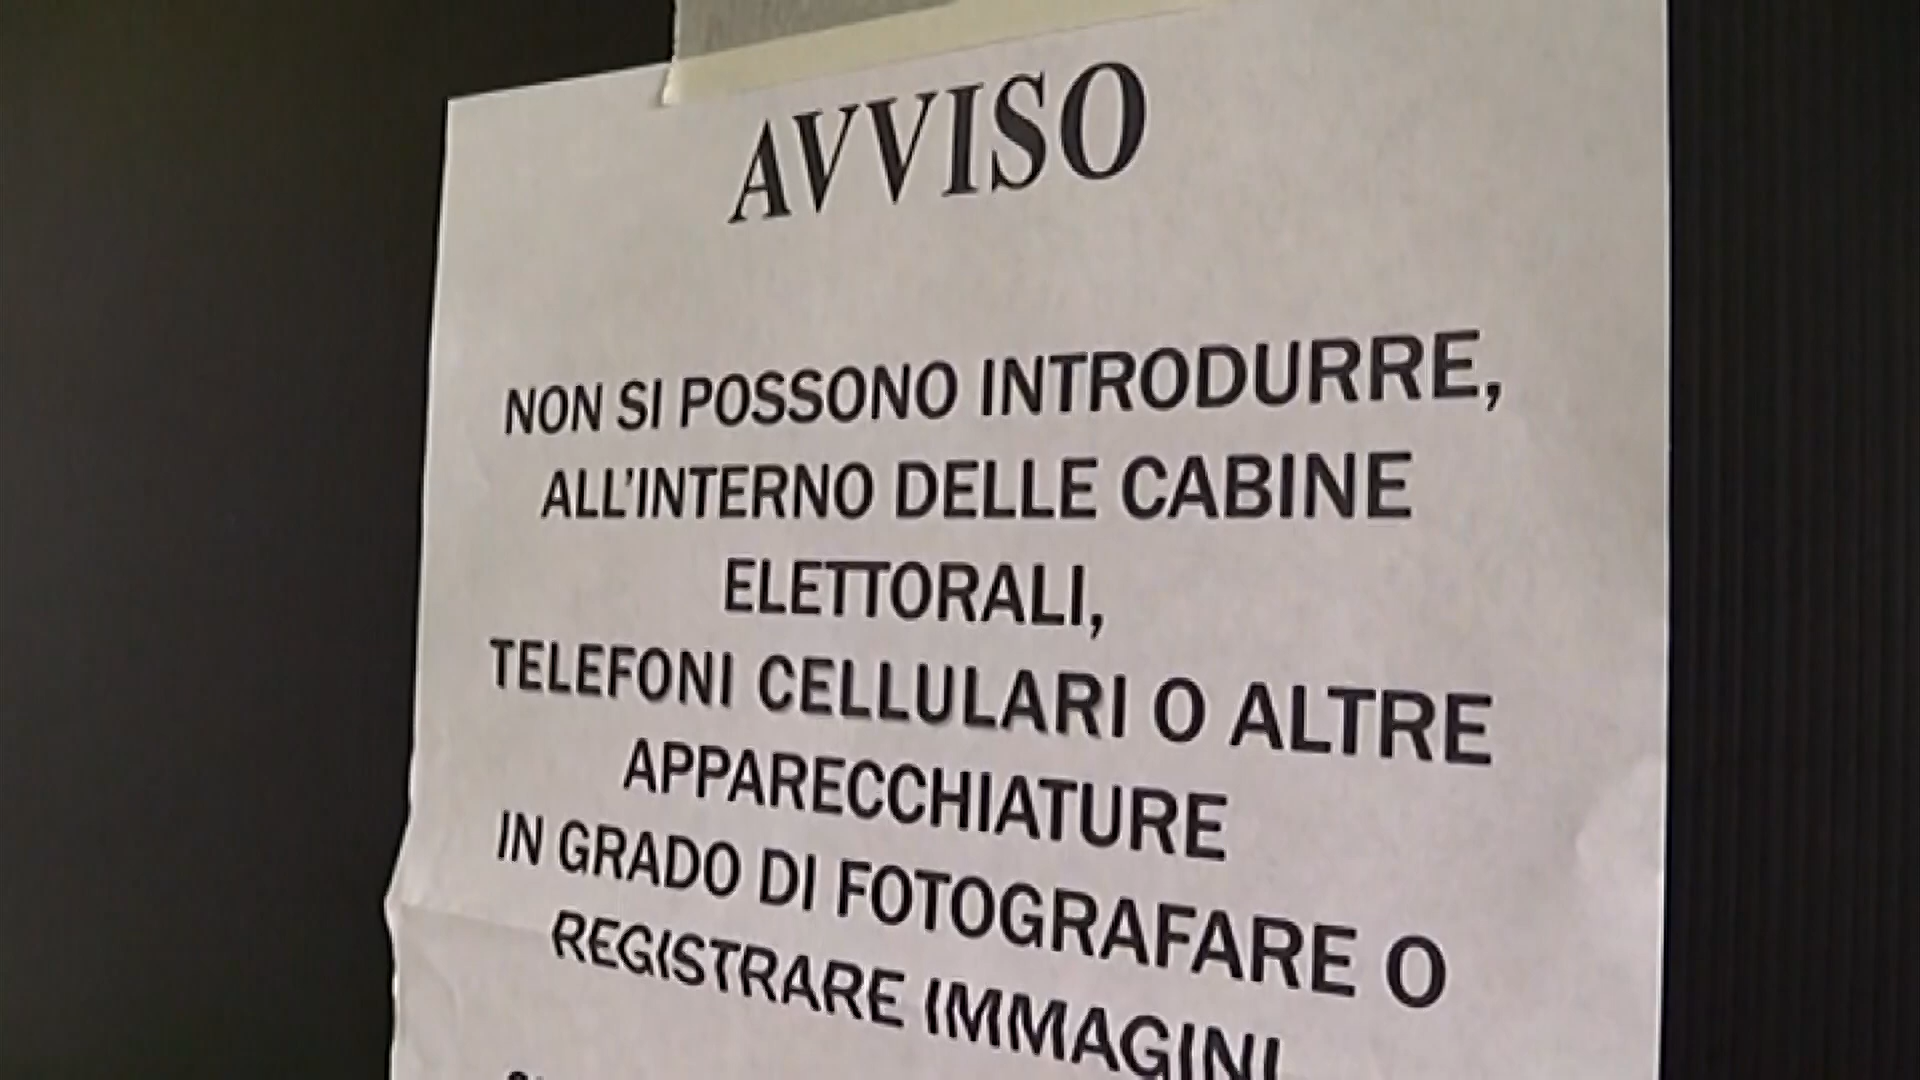 AVVISO
NON SI POSSONO INTRODURRE,
ALL'INTERNO DELLE CABINE
ELETTORALI,
TELEFONI CELLULARI O ALTRE
APPARECCHIATURE
IN GRADO DI FOTOGRAFARE O
REGISTRARE IMMAGINI